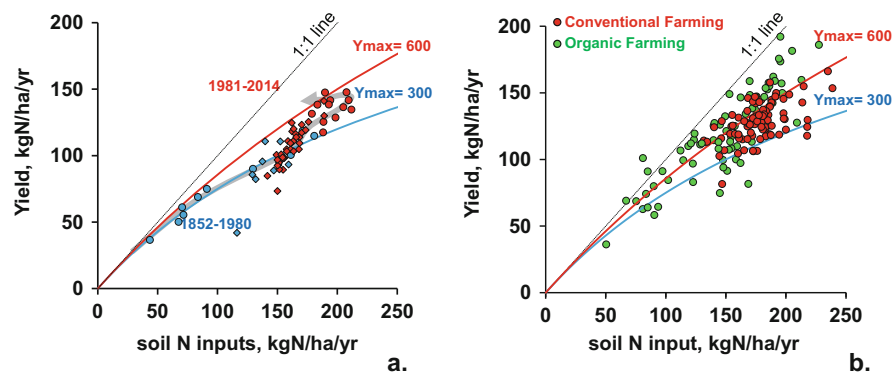 200
150
100
50
0
Yield, kgN/ha/yr
1:1 line
Ymax= 600
1981-2014
Ymax= 300
1852-1980
0 50 100 150 200 250
soil N inputs, kgN/ha/yr
a.
200
150
100
50
0
Yield, kgN/ha/yr
Conventional Farming
Organic Farming
1:1 line
Ymax= 600
Ymax= 300
0 50 100 150 200 250
soil N input, kgN/ha/yr
b.